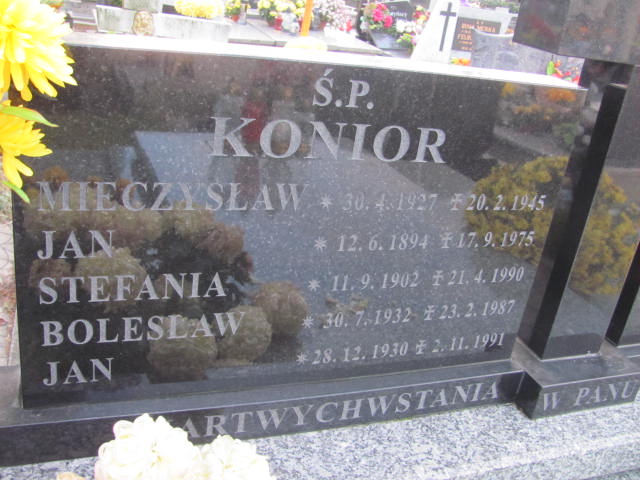 Ś.P.
KONIOR
MIECZYSŁAW * 30.4.1927 ‡ 20.2.1945
JAN * 12.6.1894 ‡ 17.9.1975
STEFANIA * 11.9.1902 ‡ 21.4.1990
BOLESŁAW * 30.7.1932 ‡ 23.2.1987
JAN * 28.12.1930 ‡ 2.11.1991
ARTWYCHWSTANIA W PANU